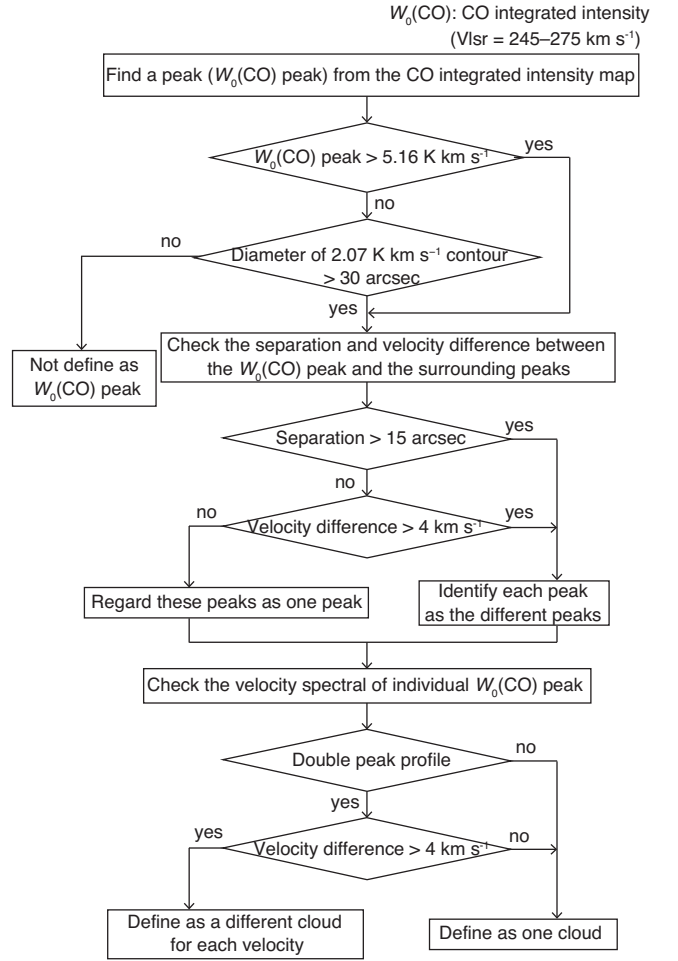 W₀(CO): CO integrated intensity
(Vlsr = 245–275 km s⁻¹)
Find a peak (W₀(CO) peak) from the CO integrated intensity map
W₀(CO) peak > 5.16 K km s⁻¹
yes
no
Diameter of 2.07 K km s⁻¹ contour
> 30 arcsec
no
yes
Not define as
W₀(CO) peak
Check the separation and velocity difference between
the W₀(CO) peak and the surrounding peaks
Separation > 15 arcsec
yes
no
Velocity difference > 4 km s⁻¹
no
yes
Regard these peaks as one peak
Identify each peak
as the different peaks
Check the velocity spectral of individual W₀(CO) peak
Double peak profile
no
yes
Velocity difference > 4 km s⁻¹
yes
no
Define as a different cloud
for each velocity
Define as one cloud